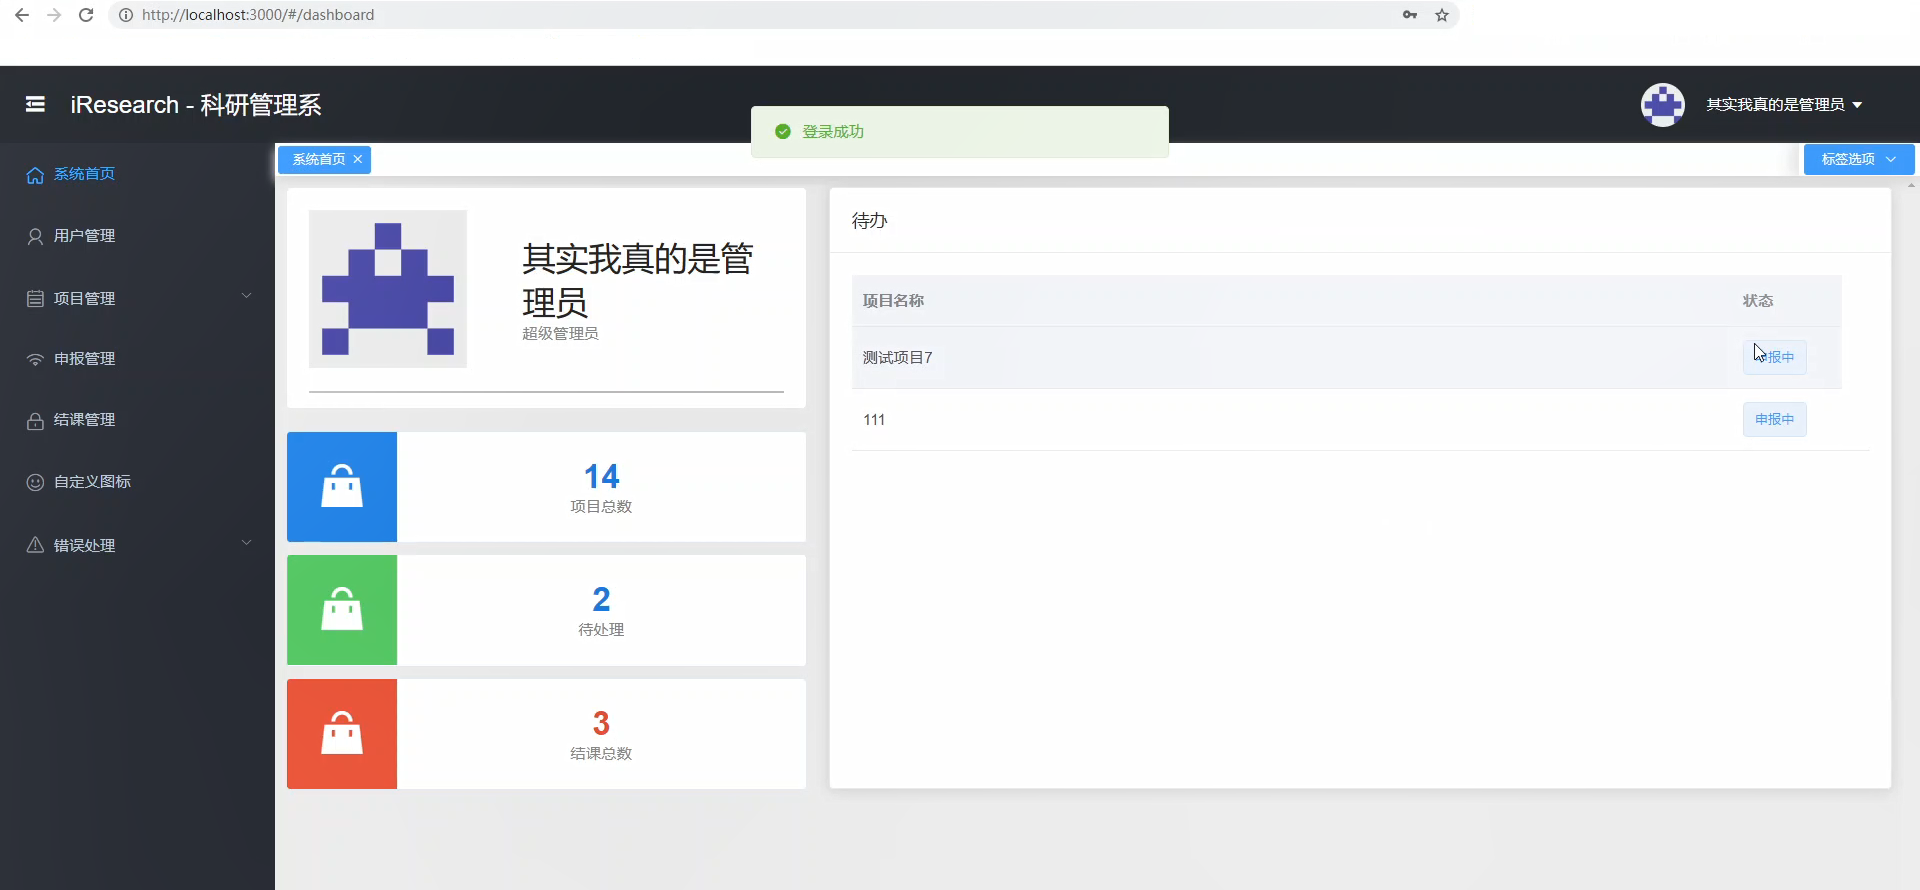 http://localhost:3000/#/dashboard
iResearch - 科研管理系
其实我真的是管理员
登录成功
系统首页
标签选项
系统首页
用户管理
项目管理
申报管理
结课管理
自定义图标
错误处理
其实我真的是管
理员
超级管理员
14
项目总数
2
待处理
3
结课总数
待办
项目名称 状态
测试项目7 报中
111 申报中